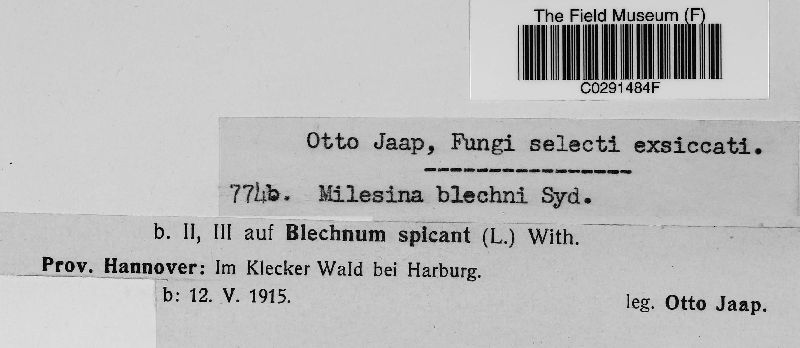 The Field Museum (F)
C0291484F
Otto Jaap, Fungi selecti exsiccati.
774b. Milesina blechni Syd.
b. II, III auf Blechnum spicant (L.) With.
Prov. Hannover: Im Klecker Wald bei Harburg.
b: 12. V. 1915.
leg. Otto Jaap.